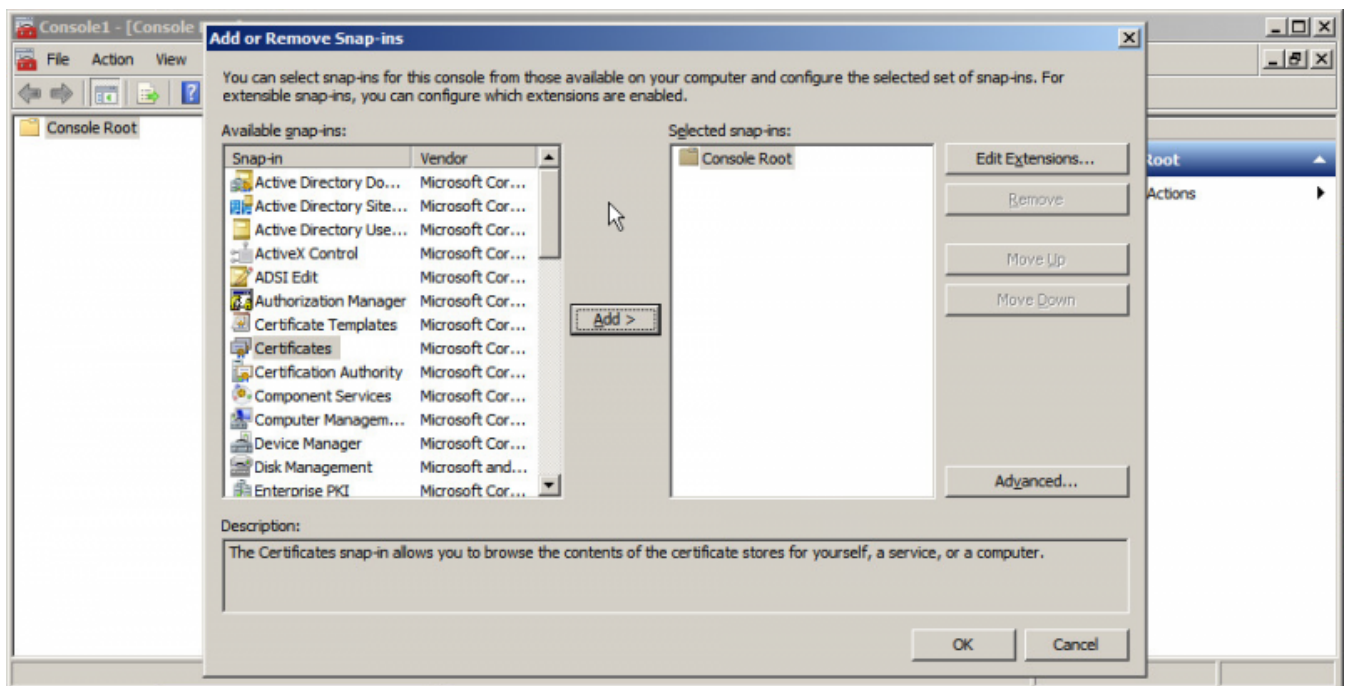 Console1 - [Console
Add or Remove Snap-ins
File Action View
You can select snap-ins for this console from those available on your computer and configure the selected set of snap-ins. For
extensible snap-ins, you can configure which extensions are enabled.
Console Root
Available snap-ins:
Snap-in Vendor
Active Directory Do... Microsoft Cor...
Active Directory Site... Microsoft Cor...
Active Directory Use... Microsoft Cor...
ActiveX Control Microsoft Cor...
ADSI Edit Microsoft Cor...
Authorization Manager Microsoft Cor...
Certificate Templates Microsoft Cor...
Certificates Microsoft Cor...
Certification Authority Microsoft Cor...
Component Services Microsoft Cor...
Computer Managem... Microsoft Cor...
Device Manager Microsoft Cor...
Disk Management Microsoft and...
Enterprise PKI Microsoft Cor...
Add >
Selected snap-ins:
Console Root
Edit Extensions...
Remove
Move Up
Move Down
Advanced...
Root
Actions
Description:
The Certificates snap-in allows you to browse the contents of the certificate stores for yourself, a service, or a computer.
OK
Cancel